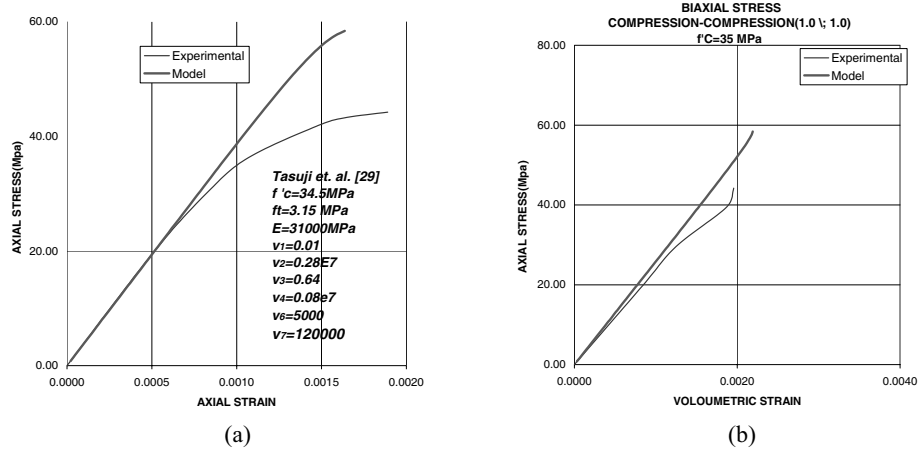 60.00
40.00
20.00
0.00
AXIAL STRESS(Mpa)
Experimental
Model
Tasuji et. al. [29]
f 'c=34.5MPa
ft=3.15 MPa
E=31000MPa
v1=0.01
v2=0.28E7
v3=0.64
v4=0.08e7
v6=5000
v7=120000
0.0000 0.0005 0.0010 0.0015 0.0020
AXIAL STRAIN
(a)
BIAXIAL STRESS
COMPRESSION-COMPRESSION(1.0 \; 1.0)
f'C=35 MPa
80.00
60.00
40.00
20.00
0.00
AXIAL STRESS(Mpa)
Experimental
Model
0.0000 0.0020 0.0040
VOLOUMETRIC STRAIN
(b)